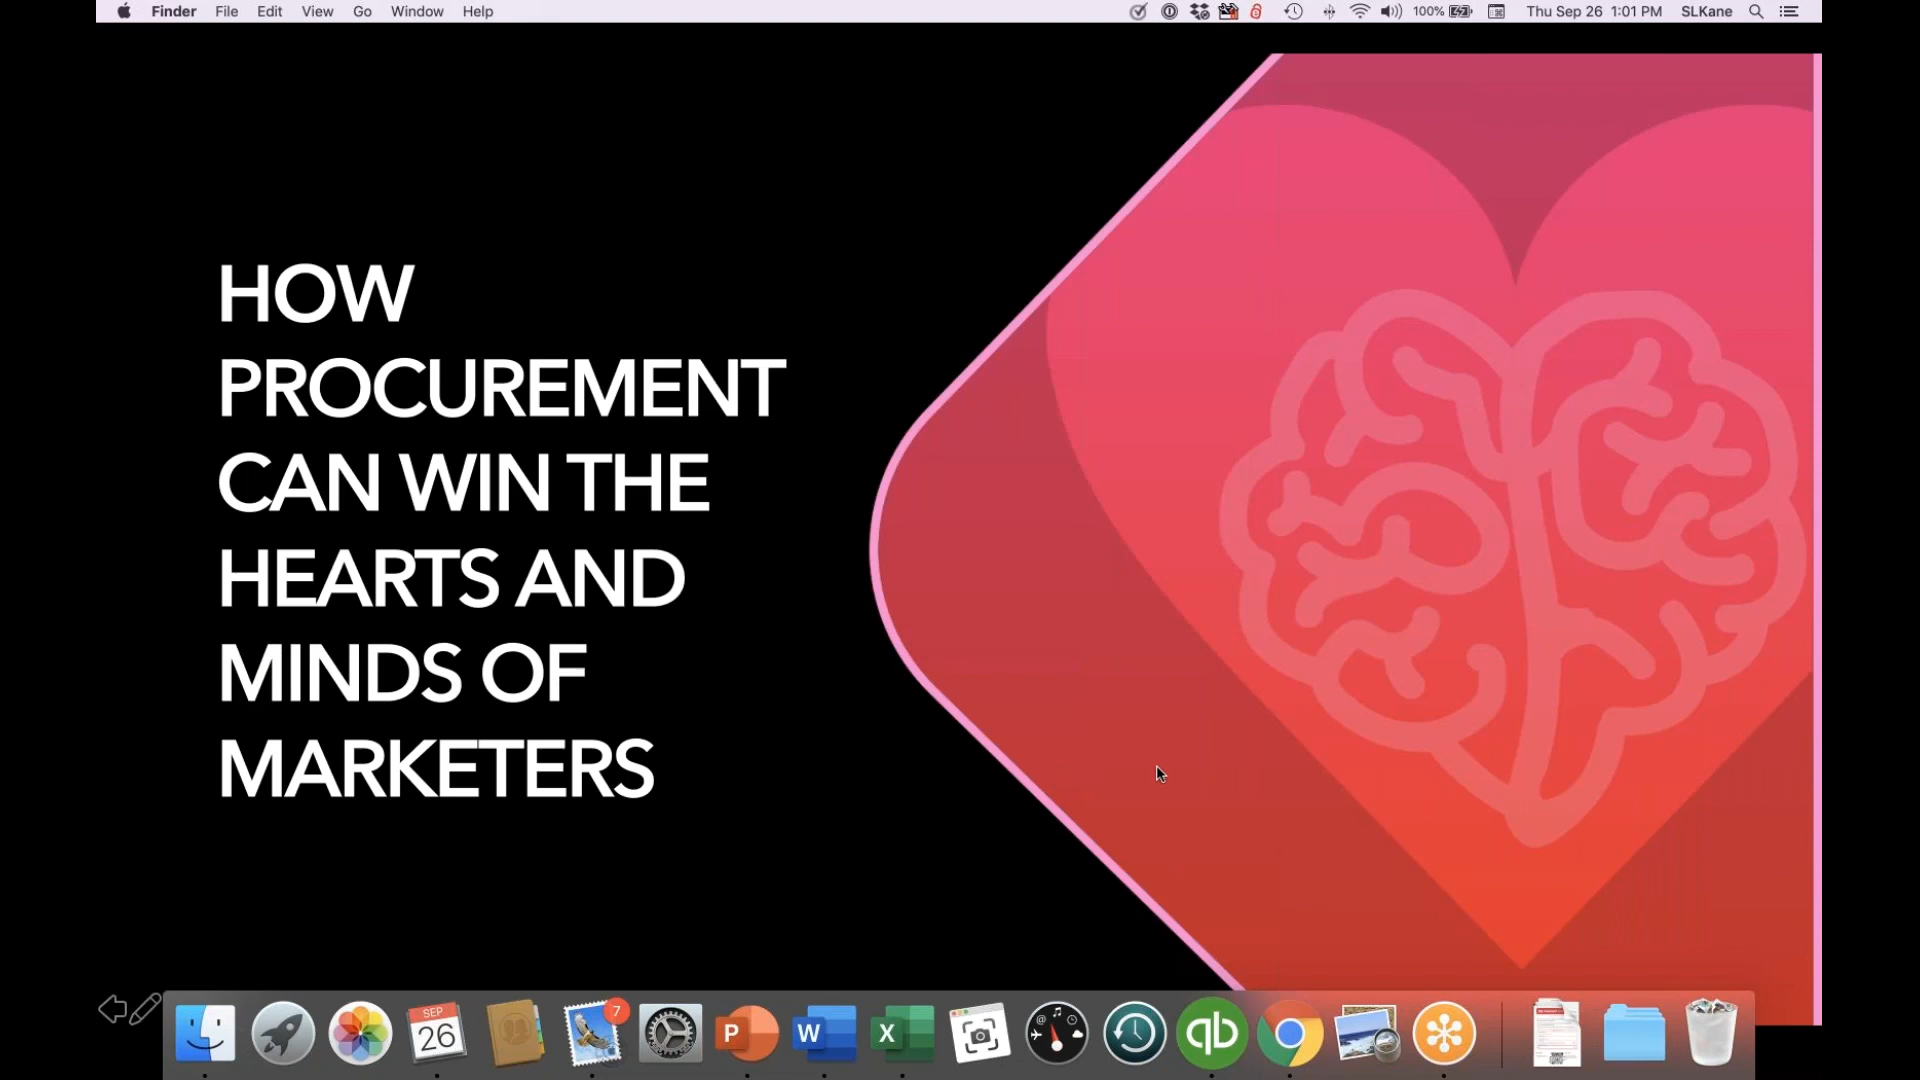 Finder File Edit View Go Window Help 100% Thu Sep 26 1:01 PM SLKane
HOW
PROCUREMENT
CAN WIN THE
HEARTS AND
MINDS OF
MARKETERS
SEP
26
7
P
W
X
qb